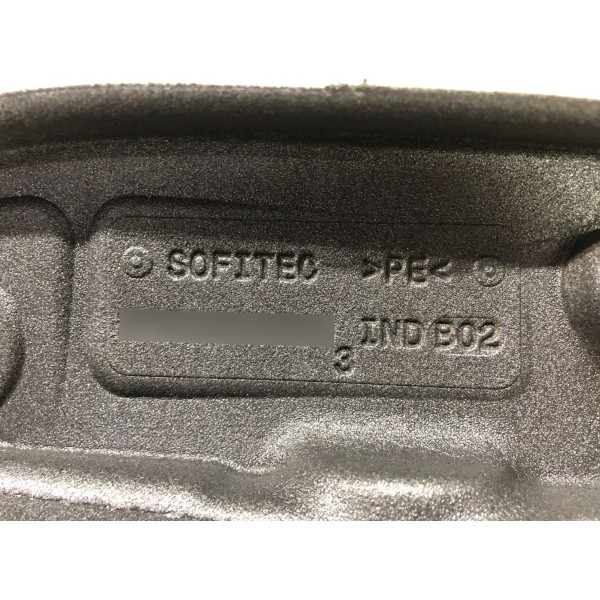 SOFITEC >PE<
IND B02
3